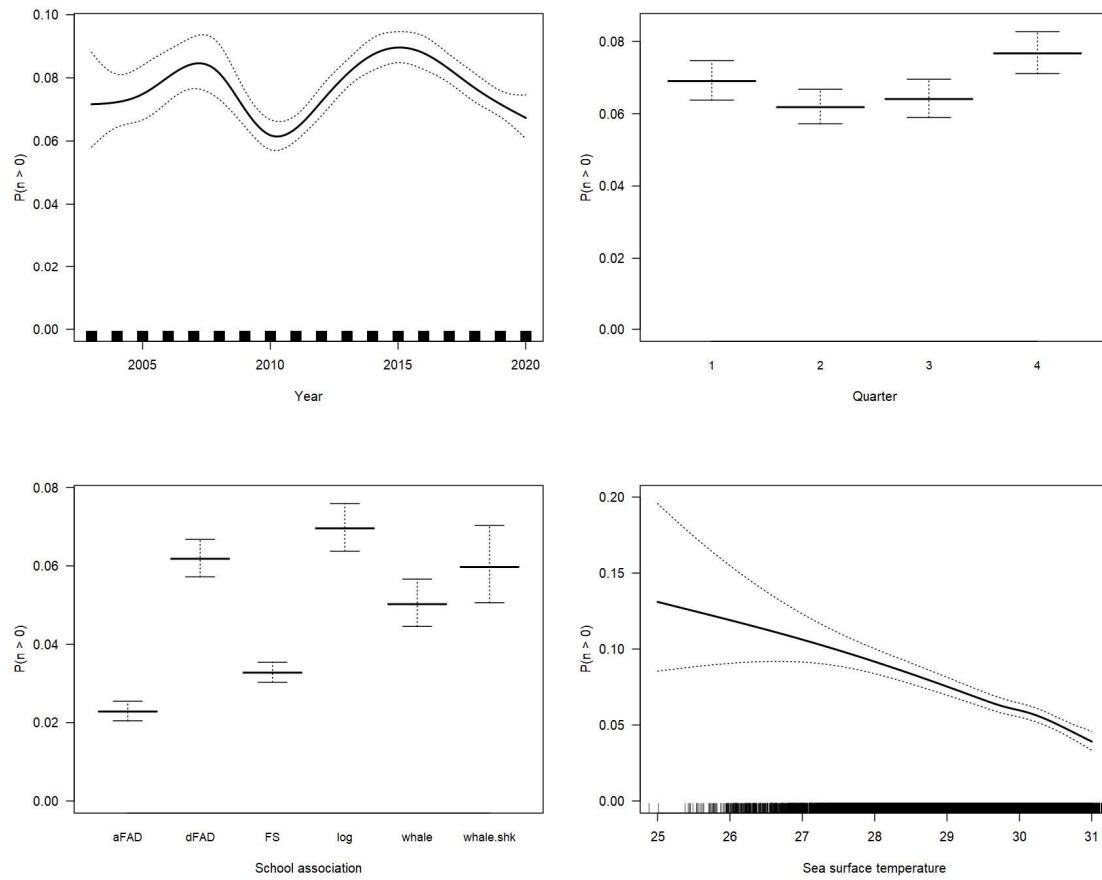 0.10
0.08
0.06
0.04
0.02
0.00
P(n > 0)
2005 2010 2015 2020
Year
0.08
0.06
0.04
0.02
0.00
P(n > 0)
1 2 3 4
Quarter
0.08
0.06
0.04
0.02
0.00
P(n > 0)
aFAD dFAD FS log whale whale.shk
School association
0.20
0.15
0.10
0.05
0.00
P(n > 0)
25 26 27 28 29 30 31
Sea surface temperature